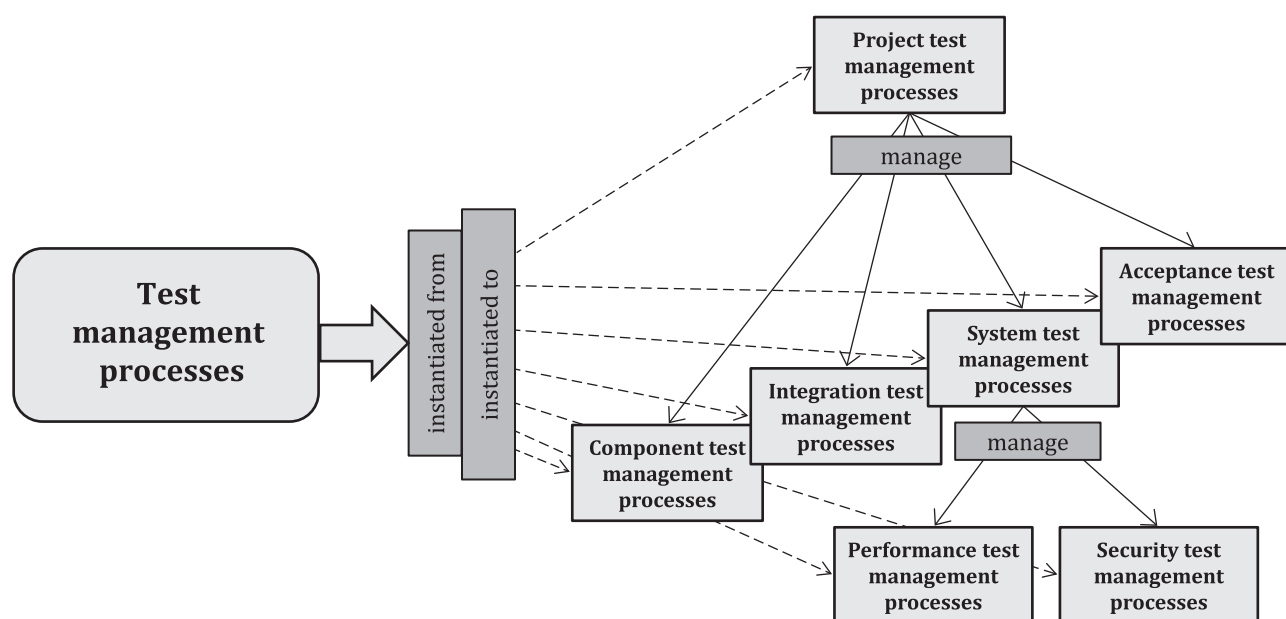 Project test
management
processes
manage
Test
management
processes
instantiated from
instantiated to
Acceptance test
management
processes
System test
management
processes
Integration test
management
processes
Component test
management
processes
manage
Performance test
management
processes
Security test
management
processes